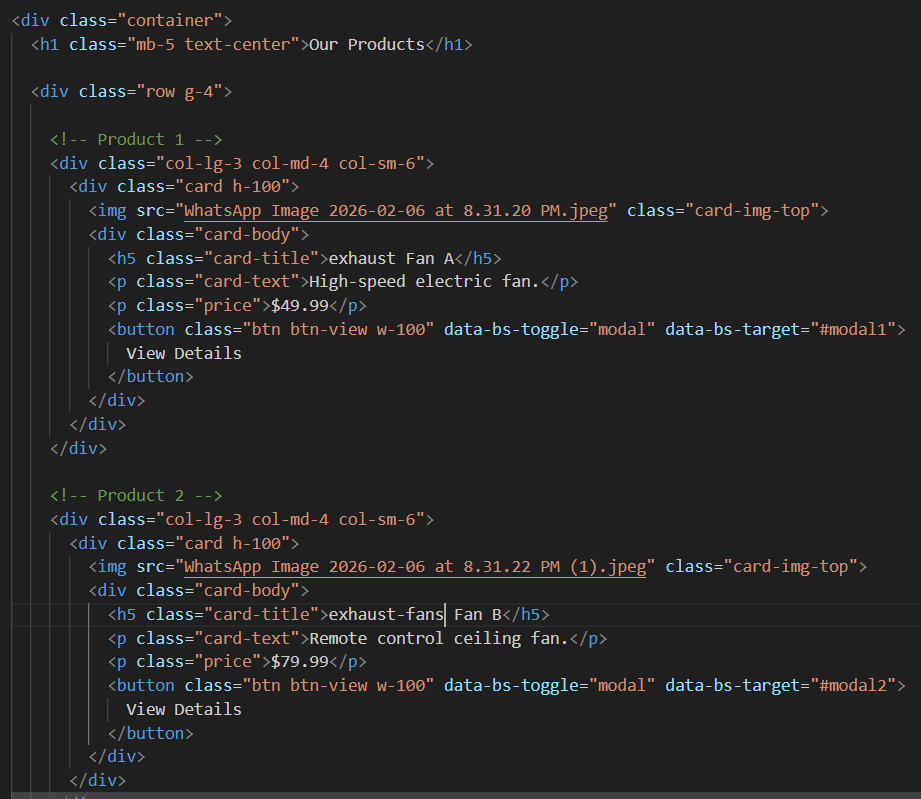 <div class="container">
<h1 class="mb-5 text-center">Our Products</h1>
<div class="row g-4">
<!-- Product 1 -->
<div class="col-lg-3 col-md-4 col-sm-6">
<div class="card h-100">
<img src="WhatsApp Image 2026-02-06 at 8.31.20 PM.jpeg" class="card-img-top">
<div class="card-body">
<h5 class="card-title">exhaust Fan A</h5>
<p class="card-text">High-speed electric fan.</p>
<p class="price">$49.99</p>
<button class="btn btn-view w-100" data-bs-toggle="modal" data-bs-target="#modal1">
View Details
</button>
</div>
</div>
</div>
<!-- Product 2 -->
<div class="col-lg-3 col-md-4 col-sm-6">
<div class="card h-100">
<img src="WhatsApp Image 2026-02-06 at 8.31.22 PM (1).jpeg" class="card-img-top">
<div class="card-body">
<h5 class="card-title">exhaust-fans Fan B</h5>
<p class="card-text">Remote control ceiling fan.</p>
<p class="price">$79.99</p>
<button class="btn btn-view w-100" data-bs-toggle="modal" data-bs-target="#modal2">
View Details
</button>
</div>
</div>